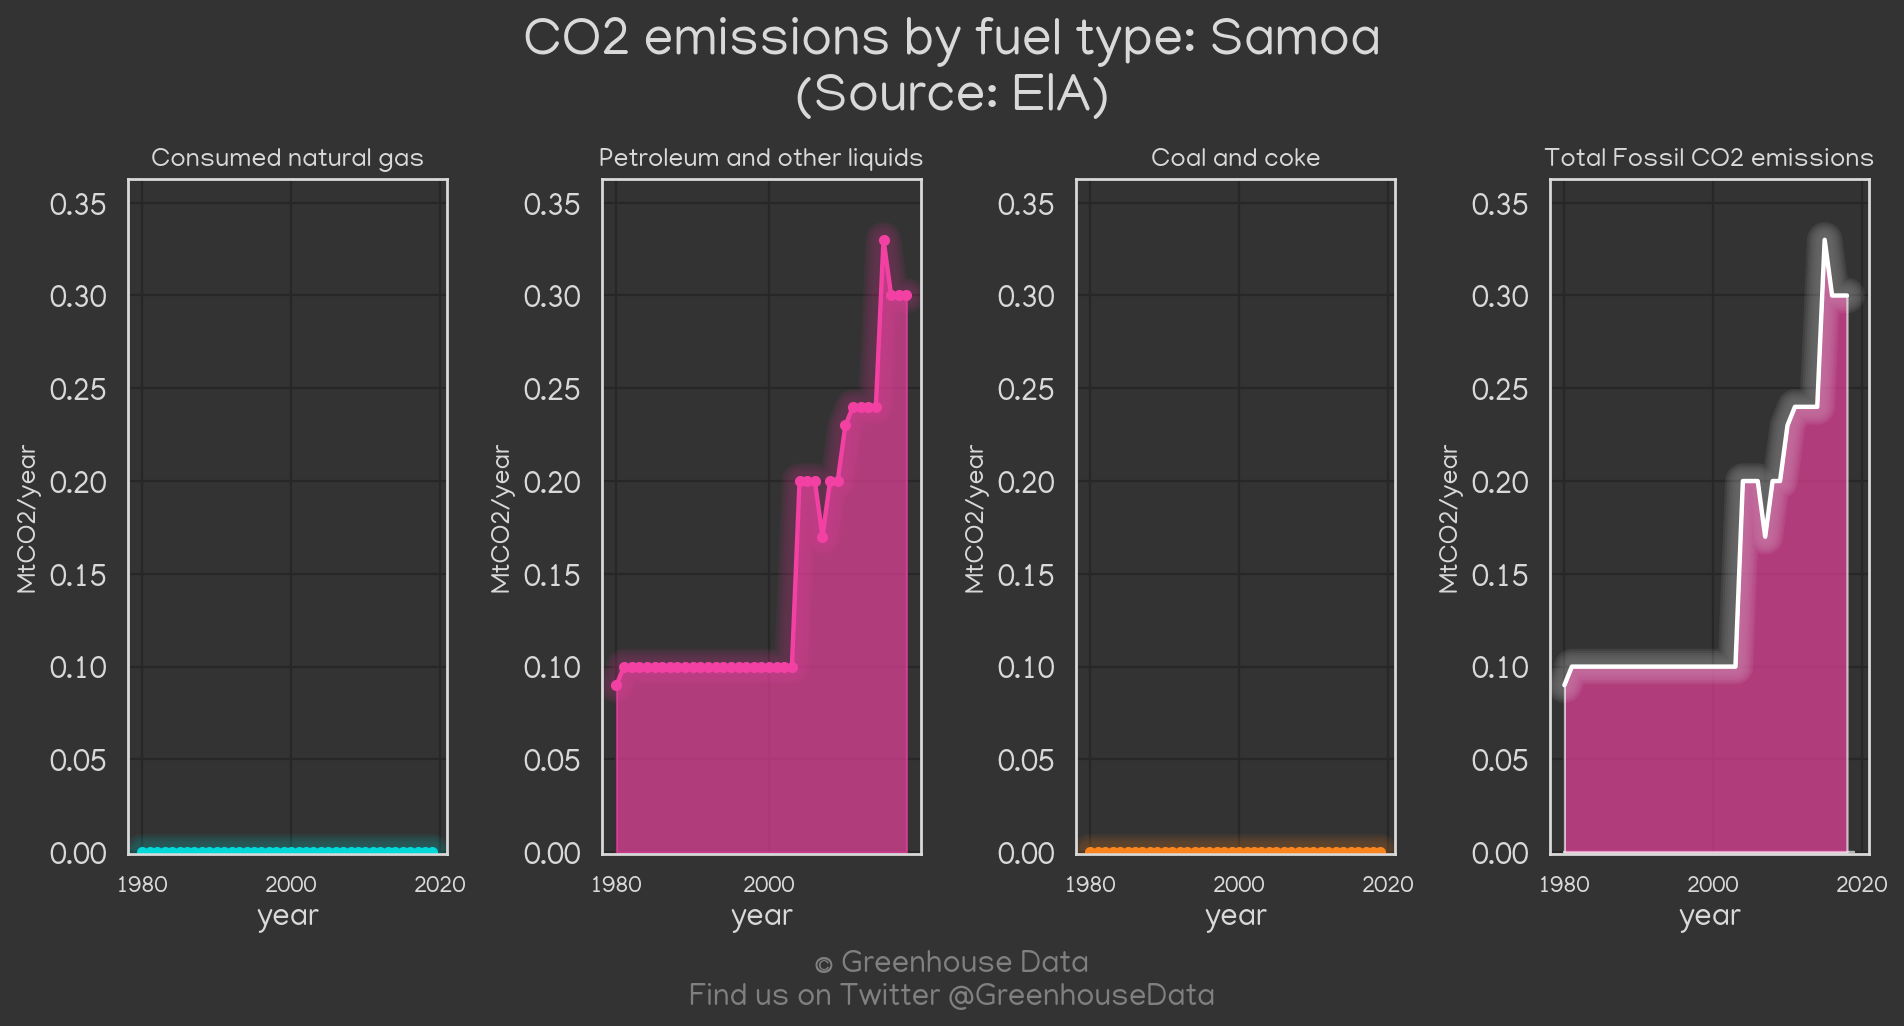 CO2 emissions by fuel type: Samoa
(Source: EIA)
Consumed natural gas
0.35
0.30
0.25
0.20
0.15
0.10
0.05
0.00
MtCO2/year
1980 2000 2020
year
Petroleum and other liquids
0.35
0.30
0.25
0.20
0.15
0.10
0.05
0.00
MtCO2/year
1980 2000
year
Coal and coke
0.35
0.30
0.25
0.20
0.15
0.10
0.05
0.00
MtCO2/year
1980 2000 2020
year
Total Fossil CO2 emissions
0.35
0.30
0.25
0.20
0.15
0.10
0.05
0.00
MtCO2/year
1980 2000 2020
year
© Greenhouse Data
Find us on Twitter @GreenhouseData